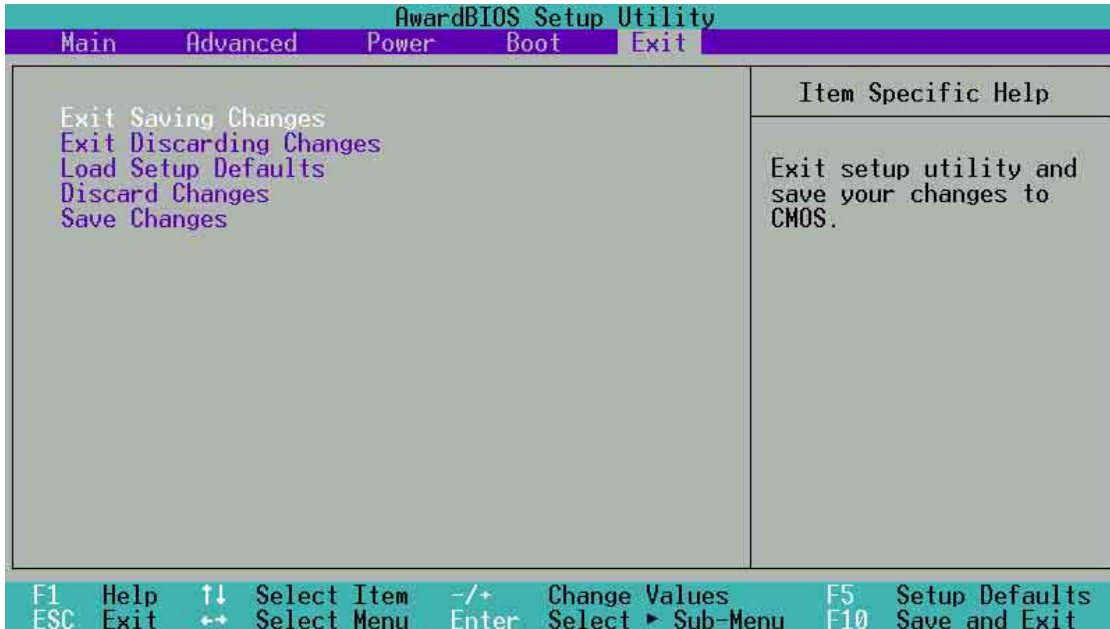 AwardBIOS Setup Utility
Main Advanced Power Boot Exit
Item Specific Help
Exit Saving Changes
Exit Discarding Changes
Load Setup Defaults
Discard Changes
Save Changes
Exit setup utility and
save your changes to
CMOS.
F1 Help ↑↓ Select Item -/+ Change Values F5 Setup Defaults
ESC Exit ←→ Select Menu Enter Select ► Sub-Menu F10 Save and Exit